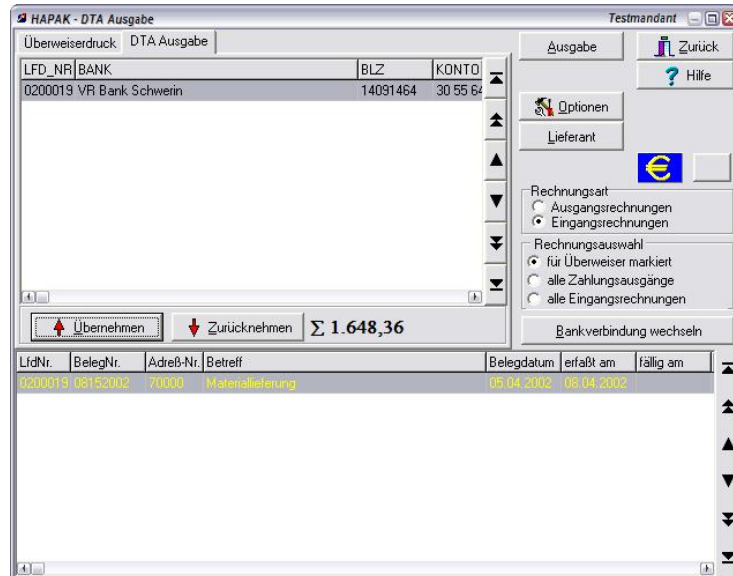 HAPAK - DTA Ausgabe Testmandant
Überweiserdruck DTA Ausgabe
LFD_NR BANK BLZ KONTO
0200019 VR Bank Schwerin 14091464 30 55 64
Übernehmen Zurücknehmen Σ 1.648,36
Ausgabe Zurück
Hilfe
Optionen
Lieferant
€
Rechnungsart
Ausgangsrechnungen
Eingangsrechnungen
Rechnungsauswahl
für Überweiser markiert
alle Zahlungsausgänge
alle Eingangsrechnungen
Bankverbindung wechseln
LfdNr. BelegNr. Adreß-Nr. Betreff Belegdatum erfaßt am fällig am
0200019 08152002 70000 Materiallieferung 05.04.2002 08.04.2002